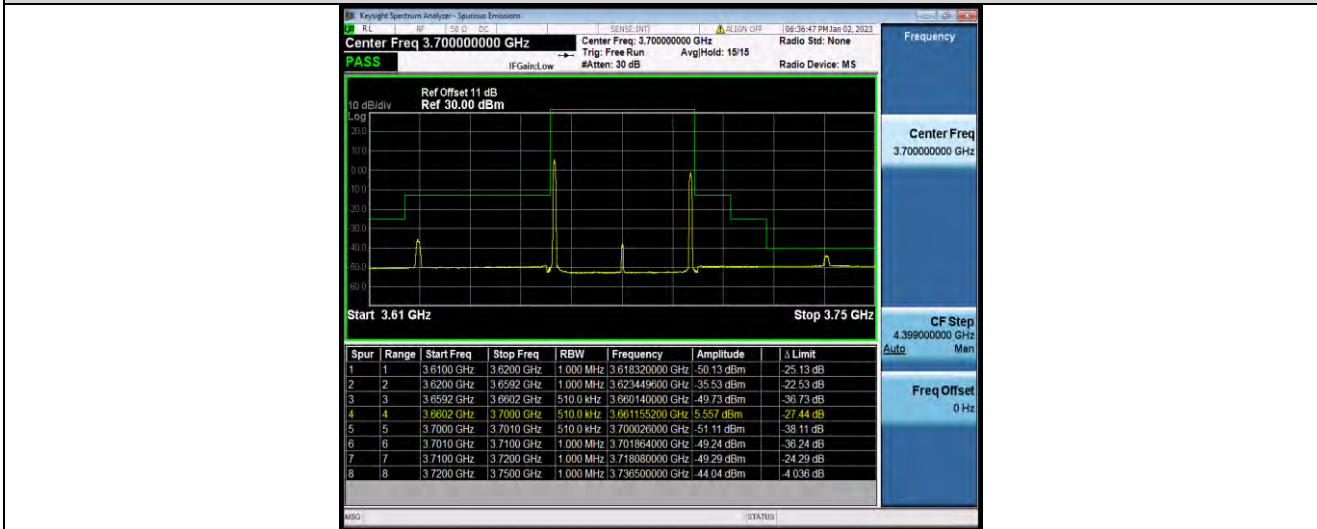 Keysight Spectrum Analyzer - Spurious Emissions
RL RF 50 Ω DC SENSE:INT ALIGN OFF 06:36:47 PM Jan 02, 2023
Center Freq 3.700000000 GHz Center Freq: 3.700000000 GHz Radio Std: None Frequency
Trig: Free Run Avg|Hold: 15/15
PASS IFGain:Low #Atten: 30 dB Radio Device: MS
Ref Offset 11 dB
10 dB/div Ref 30.00 dBm
Log
20.0
10.0
0.00
-10.0
-20.0
-30.0
-40.0
-50.0
-60.0
Start 3.61 GHz Stop 3.75 GHz
Center Freq
3.700000000 GHz
CF Step
4.399000000 GHz
Auto Man
Freq Offset
0 Hz
Spur Range Start Freq Stop Freq RBW Frequency Amplitude Δ Limit
1 1 3.6100 GHz 3.6200 GHz 1.000 MHz 3.618320000 GHz -50.13 dBm -25.13 dB
2 2 3.6200 GHz 3.6592 GHz 1.000 MHz 3.623449600 GHz -35.53 dBm -22.53 dB
3 3 3.6592 GHz 3.6602 GHz 510.0 kHz 3.660140000 GHz -49.73 dBm -36.73 dB
4 4 3.6602 GHz 3.7000 GHz 510.0 kHz 3.661155200 GHz 5.557 dBm -27.44 dB
5 5 3.7000 GHz 3.7010 GHz 510.0 kHz 3.700026000 GHz -51.11 dBm -38.11 dB
6 6 3.7010 GHz 3.7100 GHz 1.000 MHz 3.701864000 GHz -49.24 dBm -36.24 dB
7 7 3.7100 GHz 3.7200 GHz 1.000 MHz 3.718080000 GHz -49.29 dBm -24.29 dB
8 8 3.7200 GHz 3.7500 GHz 1.000 MHz 3.736500000 GHz -44.04 dBm -4.036 dB
MSG STATUS